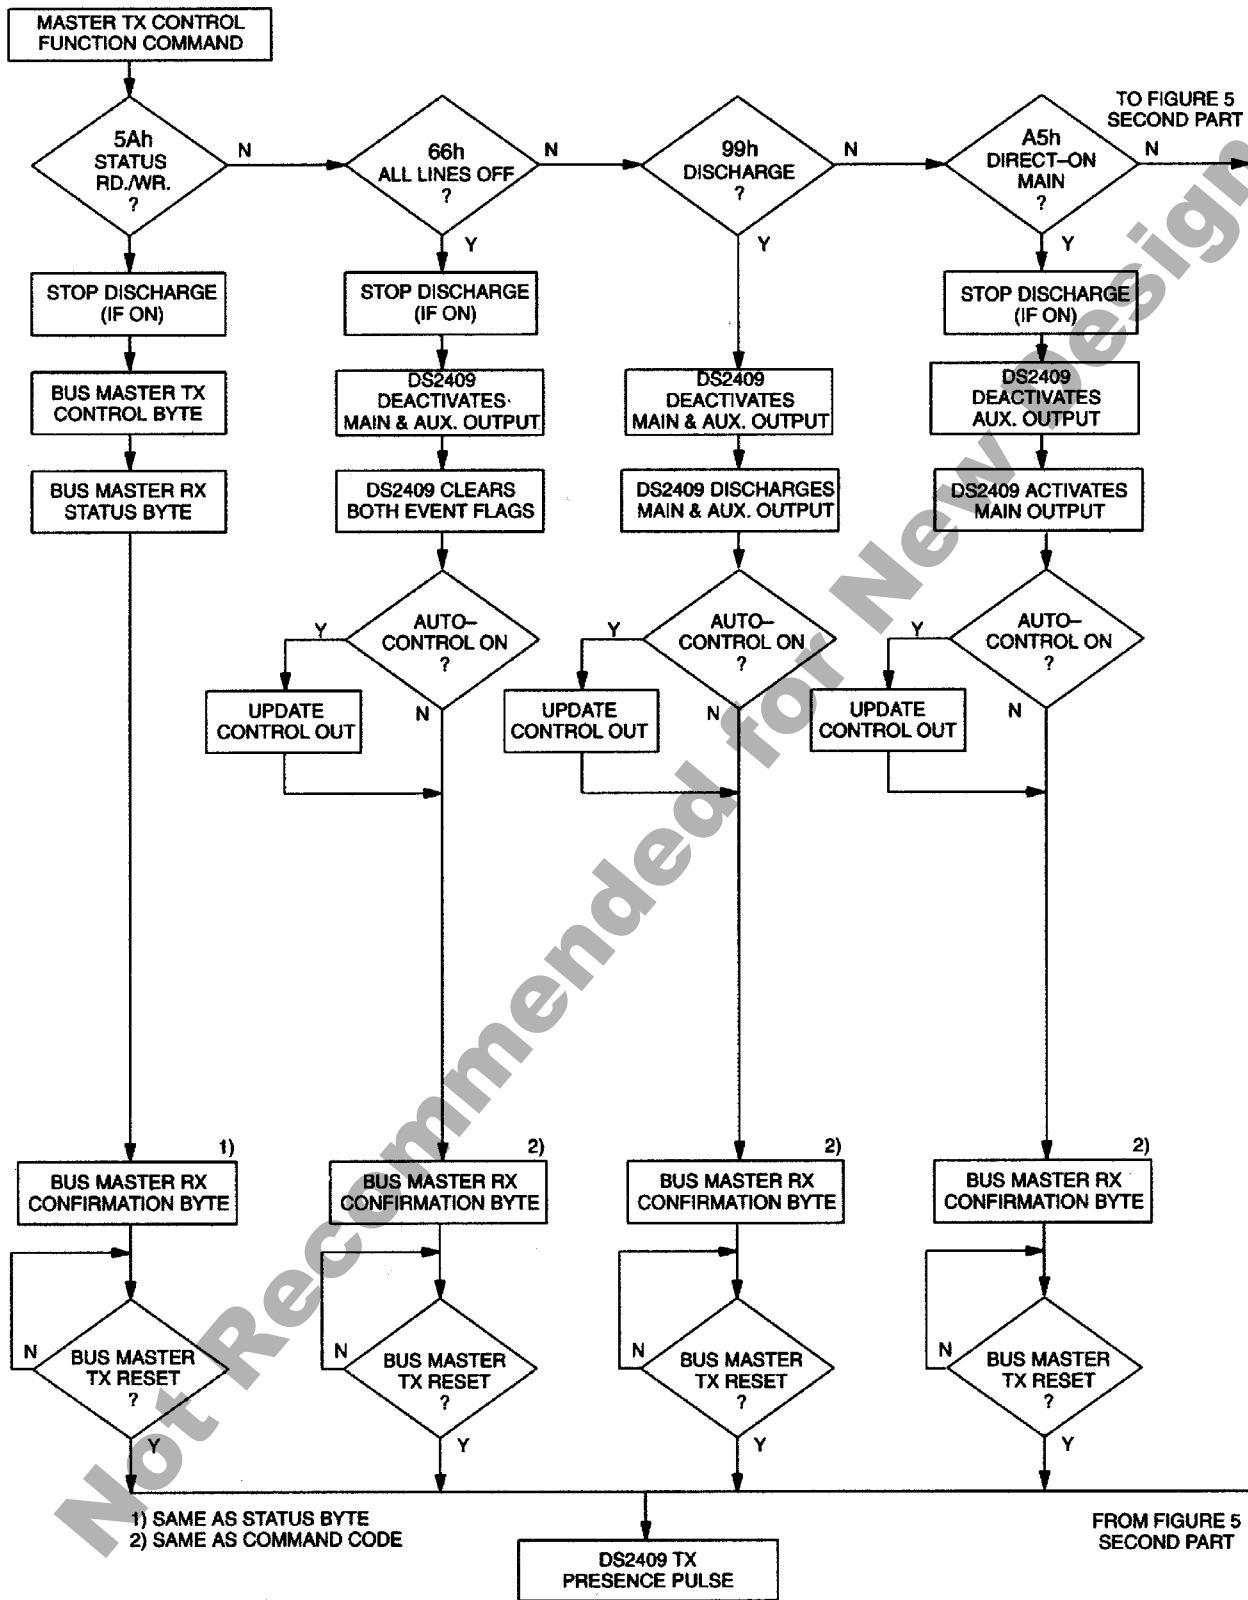 MASTER TX CONTROL
FUNCTION COMMAND
TO FIGURE 5
SECOND PART
5Ah
STATUS
RD./WR.
?
N
66h
ALL LINES OFF
?
N
99h
DISCHARGE
?
N
A5h
DIRECT–ON
MAIN
?
N
Y
Y
Y
STOP DISCHARGE
(IF ON)
STOP DISCHARGE
(IF ON)
STOP DISCHARGE
(IF ON)
BUS MASTER TX
CONTROL BYTE
DS2409
DEACTIVATES
MAIN & AUX. OUTPUT
DS2409
DEACTIVATES
MAIN & AUX. OUTPUT
DS2409
DEACTIVATES
AUX. OUTPUT
BUS MASTER RX
STATUS BYTE
DS2409 CLEARS
BOTH EVENT FLAGS
DS2409 DISCHARGES
MAIN & AUX. OUTPUT
DS2409 ACTIVATES
MAIN OUTPUT
Y
AUTO–
CONTROL ON
?
Y
AUTO–
CONTROL ON
?
Y
AUTO–
CONTROL ON
?
UPDATE
CONTROL OUT
N
UPDATE
CONTROL OUT
N
UPDATE
CONTROL OUT
N
1)
2)
2)
2)
BUS MASTER RX
CONFIRMATION BYTE
BUS MASTER RX
CONFIRMATION BYTE
BUS MASTER RX
CONFIRMATION BYTE
BUS MASTER RX
CONFIRMATION BYTE
N
BUS MASTER
TX RESET
?
N
BUS MASTER
TX RESET
?
N
BUS MASTER
TX RESET
?
N
BUS MASTER
TX RESET
?
Y
Y
Y
Y
1) SAME AS STATUS BYTE
2) SAME AS COMMAND CODE
FROM FIGURE 5
SECOND PART
DS2409 TX
PRESENCE PULSE
Not Recommended for New Design